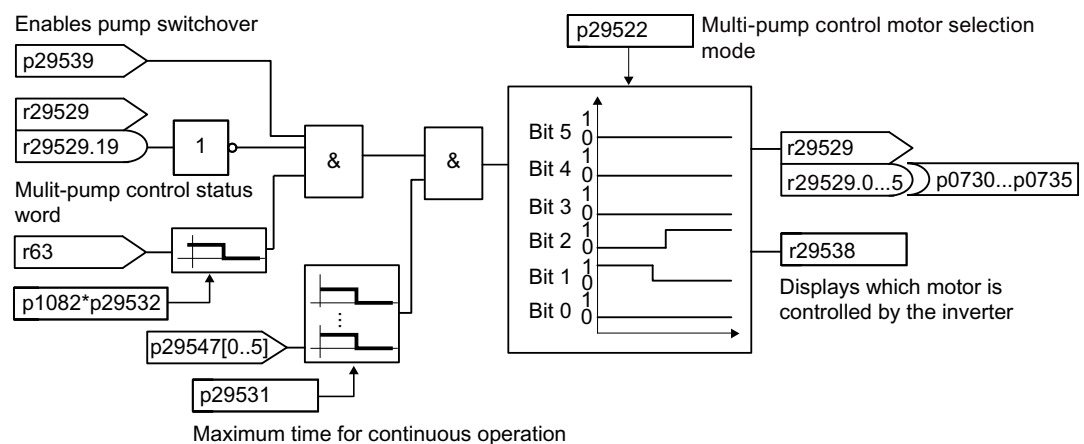 Enables pump switchover
p29539
r29529
r29529.19
1
&
&
Mulit-pump control status
word
r63
p1082*p29532
p29547[0..5]
⋮
p29531
Maximum time for continuous operation
p29522
Multi-pump control motor selection
mode
Bit 5 1 0
Bit 4 1 0
Bit 3 1 0
Bit 2 1 0
Bit 1 1 0
Bit 0 1 0
r29529
r29529.0...5
p0730...p0735
r29538
Displays which motor is
controlled by the inverter